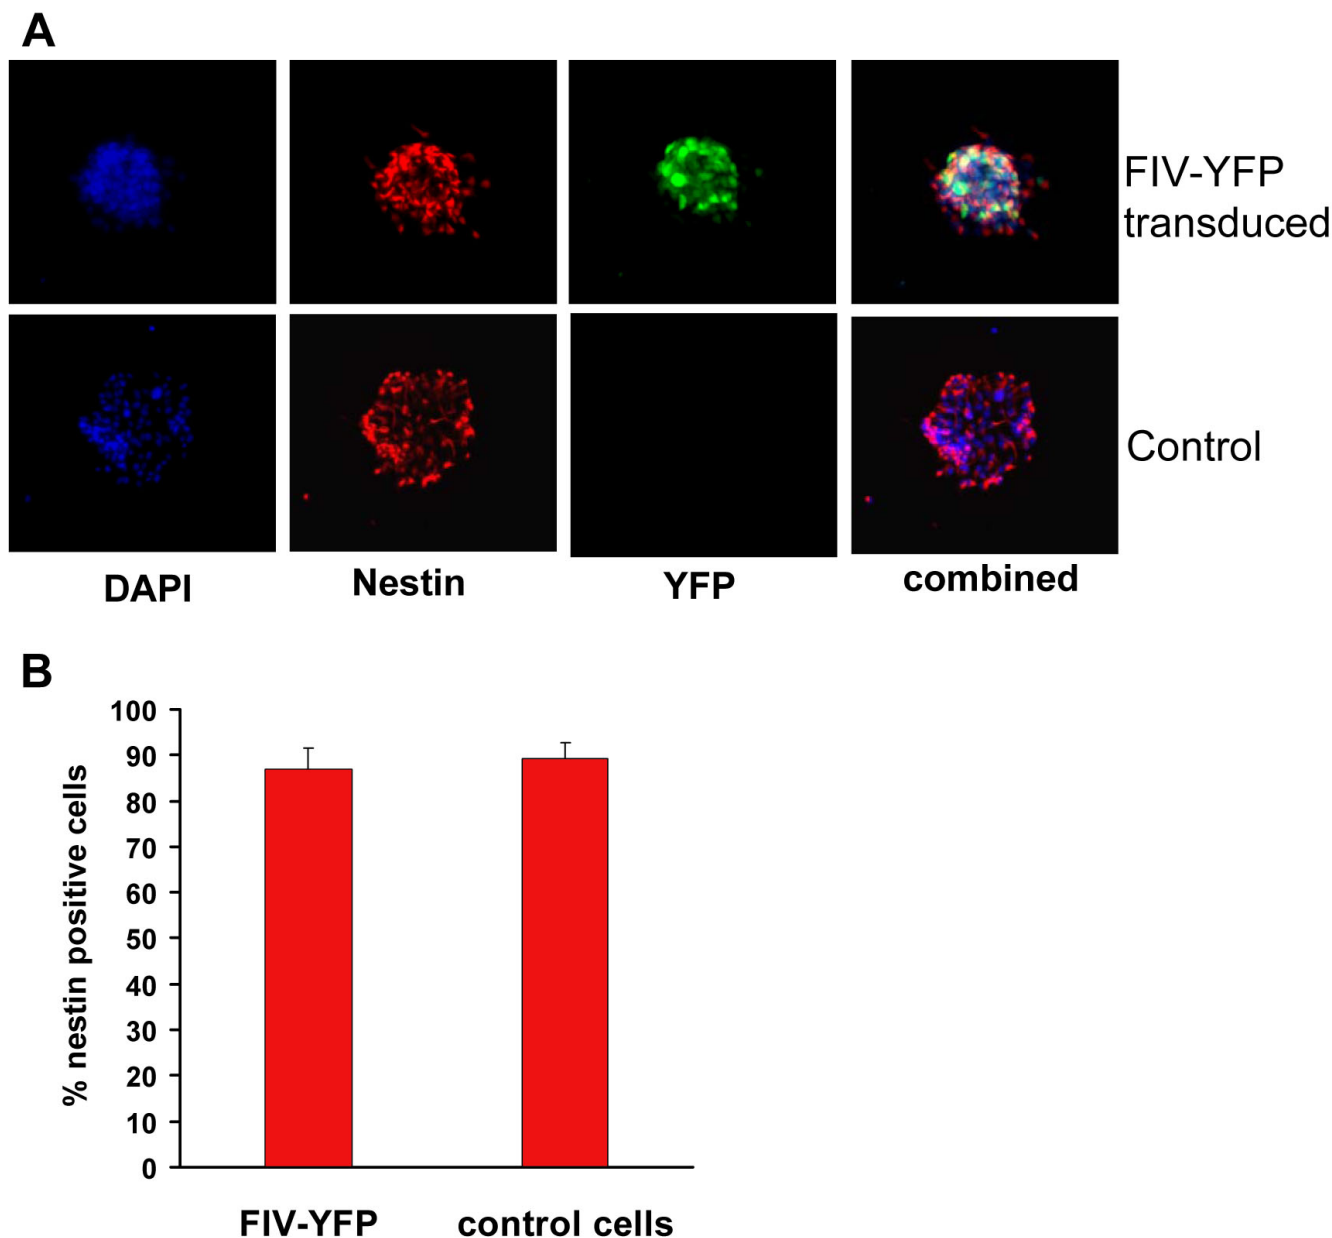 A
FIV-YFP
transduced
Control
DAPI
Nestin
YFP
combined
B
100
90
80
70
60
50
40
30
20
10
0
% nestin positive cells
FIV-YFP
control cells